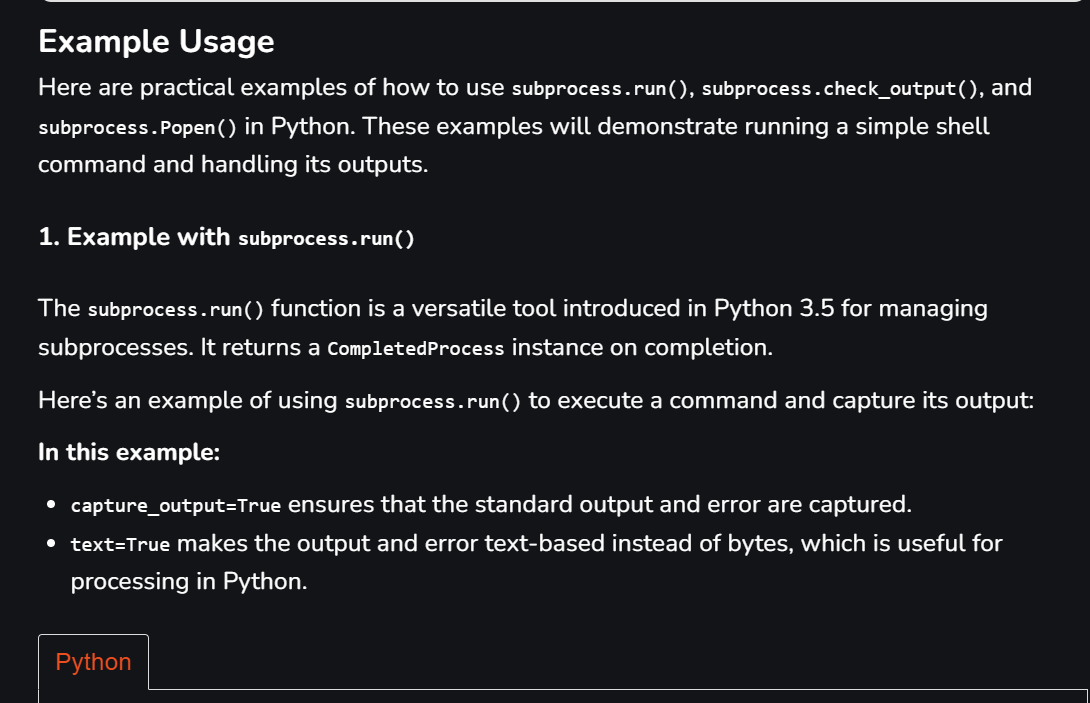 Example Usage
Here are practical examples of how to use subprocess.run(), subprocess.check_output(), and
subprocess.Popen() in Python. These examples will demonstrate running a simple shell
command and handling its outputs.
1. Example with subprocess.run()
The subprocess.run() function is a versatile tool introduced in Python 3.5 for managing
subprocesses. It returns a CompletedProcess instance on completion.
Here’s an example of using subprocess.run() to execute a command and capture its output:
In this example:
• capture_output=True ensures that the standard output and error are captured.
• text=True makes the output and error text-based instead of bytes, which is useful for
processing in Python.
Python